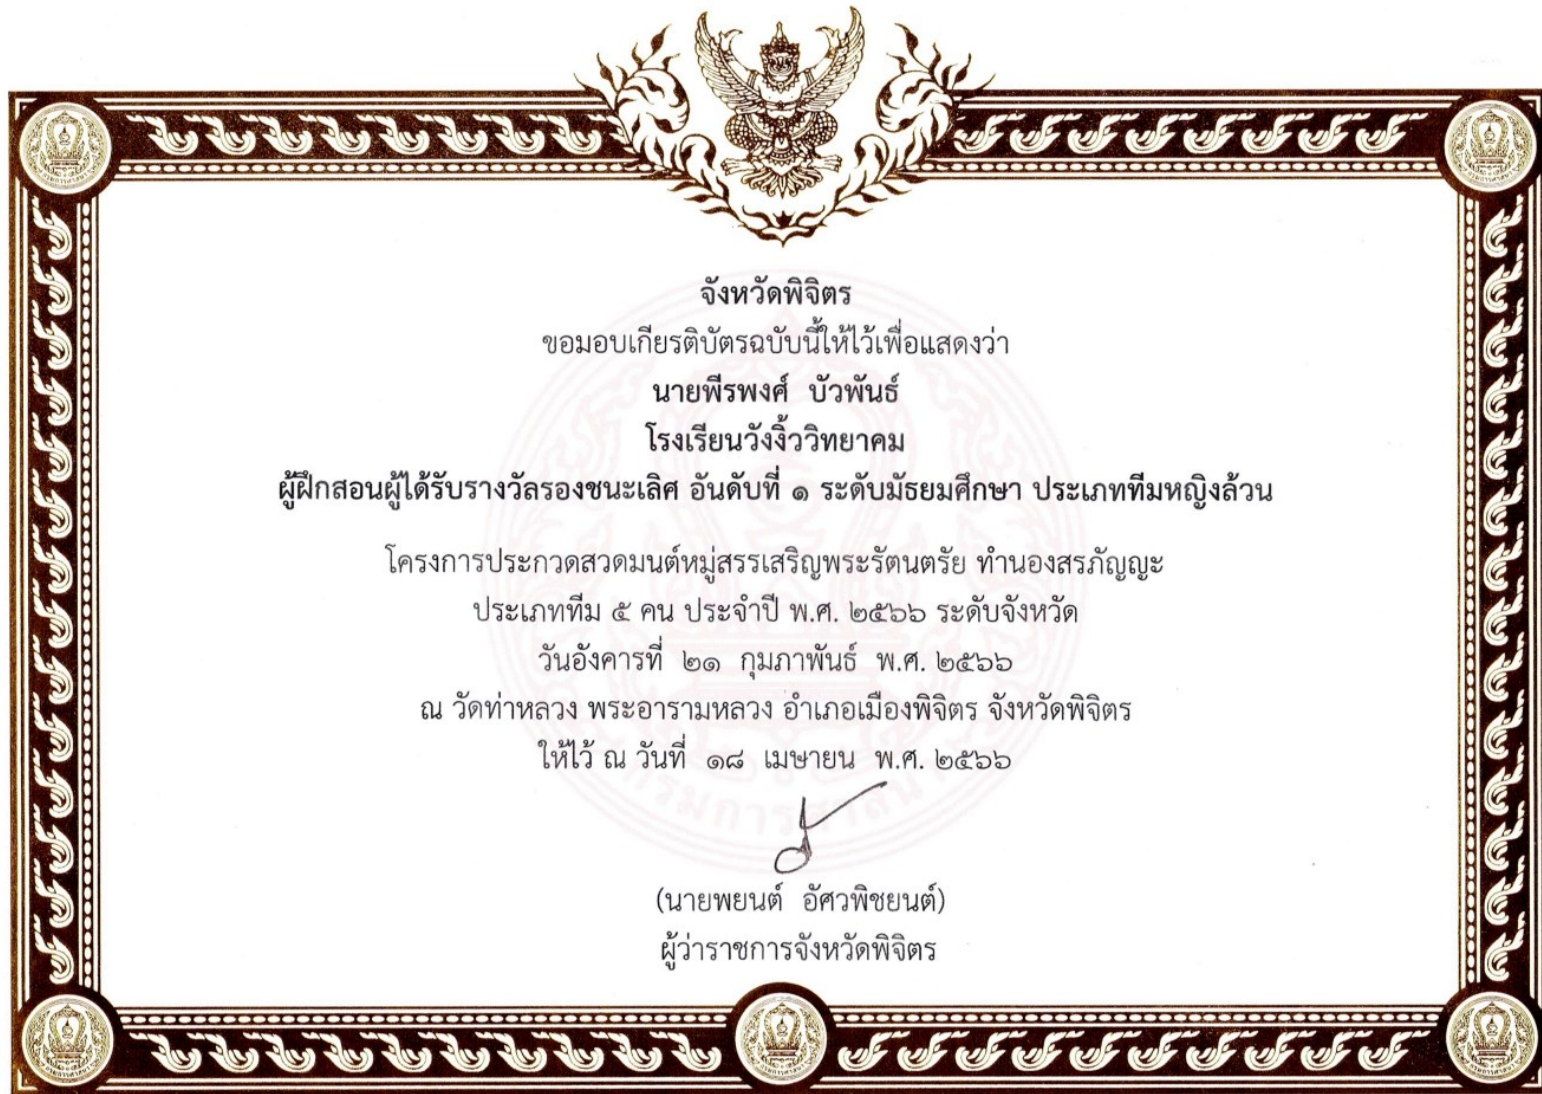 จังหวัดพิจิตร
ขอมอบเกียรติบัตรฉบับนี้ให้ไว้เพื่อแสดงว่า
นายพีรพงศ์ บัวพันธ์
โรงเรียนวังงิ้ววิทยาคม
ผู้ฝึกสอนผู้ได้รับรางวัลรองชนะเลิศ อันดับที่ ๑ ระดับมัธยมศึกษา ประเภททีมหญิงล้วน
โครงการประกวดสวดมนต์หมู่สรรเสริญพระรัตนตรัย ทำนองสรภัญญะ
ประเภททีม ๕ คน ประจำปี พ.ศ. ๒๕๖๖ ระดับจังหวัด
วันอังคารที่ ๒๑ กุมภาพันธ์ พ.ศ. ๒๕๖๖
ณ วัดท่าหลวง พระอารามหลวง อำเภอเมืองพิจิตร จังหวัดพิจิตร
ให้ไว้ ณ วันที่ ๑๘ เมษายน พ.ศ. ๒๕๖๖
กรมการศาสนา
(นายพยนต์ อัศวพิชยนต์)
ผู้ว่าราชการจังหวัดพิจิตร